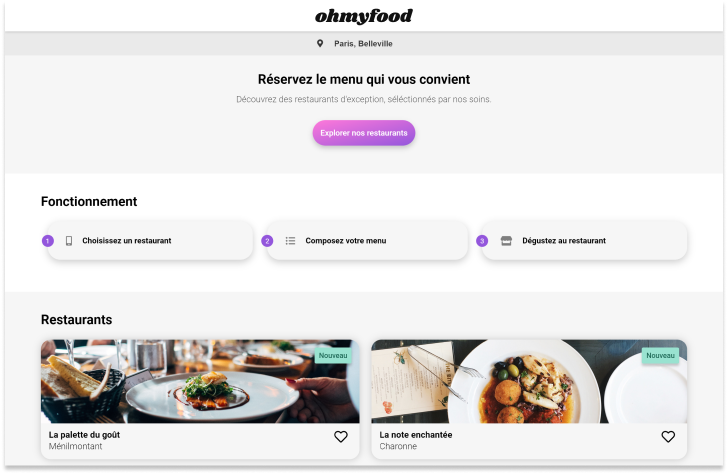 ohmyfood
Paris, Belleville
Réservez le menu qui vous convient
Découvrez des restaurants d'exception, séléctionnés par nos soins.
Explorer nos restaurants
Fonctionnement
1 Choisissez un restaurant
2 Composez votre menu
3 Dégustez au restaurant
Restaurants
Nouveau
Nouveau
La palette du goût
Ménilmontant
La note enchantée
Charonne